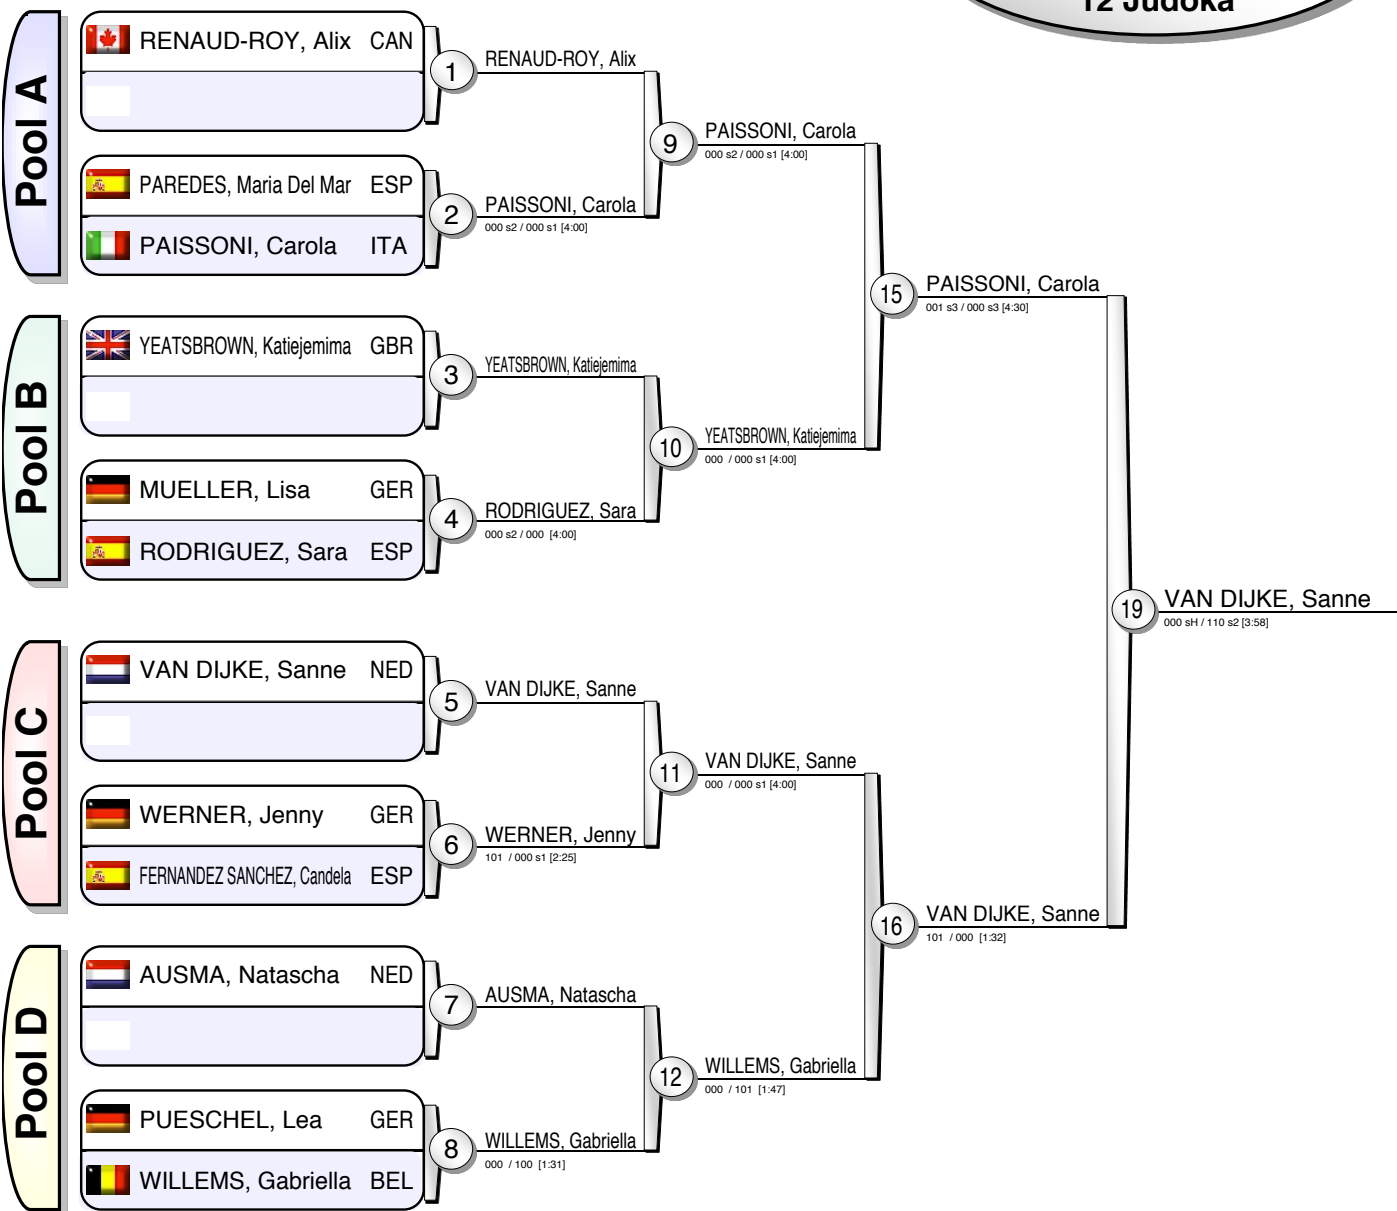 12 Judoka
Pool A
RENAUD-ROY, Alix CAN
1
RENAUD-ROY, Alix
PAREDES, Maria Del Mar ESP
PAISSONI, Carola ITA
2
PAISSONI, Carola
000 s2 / 000 s1 [4:00]
9
PAISSONI, Carola
000 s2 / 000 s1 [4:00]
Pool B
YEATSBROWN, Katiejemima GBR
3
YEATSBROWN, Katiejemima
MUELLER, Lisa GER
RODRIGUEZ, Sara ESP
4
RODRIGUEZ, Sara
000 s2 / 000 [4:00]
10
YEATSBROWN, Katiejemima
000 / 000 s1 [4:00]
15
PAISSONI, Carola
001 s3 / 000 s3 [4:30]
Pool C
VAN DIJKE, Sanne NED
5
VAN DIJKE, Sanne
WERNER, Jenny GER
FERNANDEZ SANCHEZ, Candela ESP
6
WERNER, Jenny
101 / 000 s1 [2:25]
11
VAN DIJKE, Sanne
000 / 000 s1 [4:00]
Pool D
AUSMA, Natascha NED
7
AUSMA, Natascha
PUESCHEL, Lea GER
WILLEMS, Gabriella BEL
8
WILLEMS, Gabriella
000 / 100 [1:31]
12
WILLEMS, Gabriella
000 / 101 [1:47]
16
VAN DIJKE, Sanne
101 / 000 [1:32]
19
VAN DIJKE, Sanne
000 sH / 110 s2 [3:58]